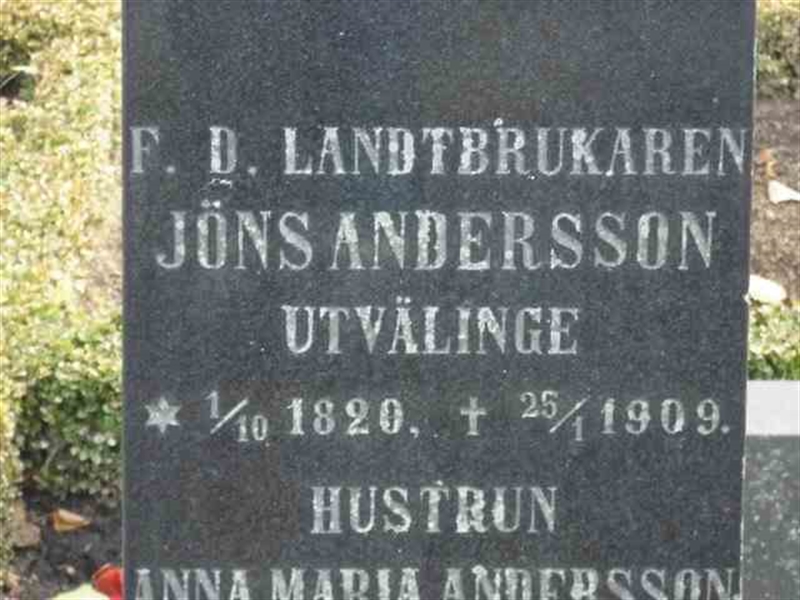 F. D. LANDTBRUKAREN
JÖNS ANDERSSON
UTVÄLINGE
* 1/10 1820, † 25/1 1909.
HUSTRUN
ANNA MARIA ANDERSSON